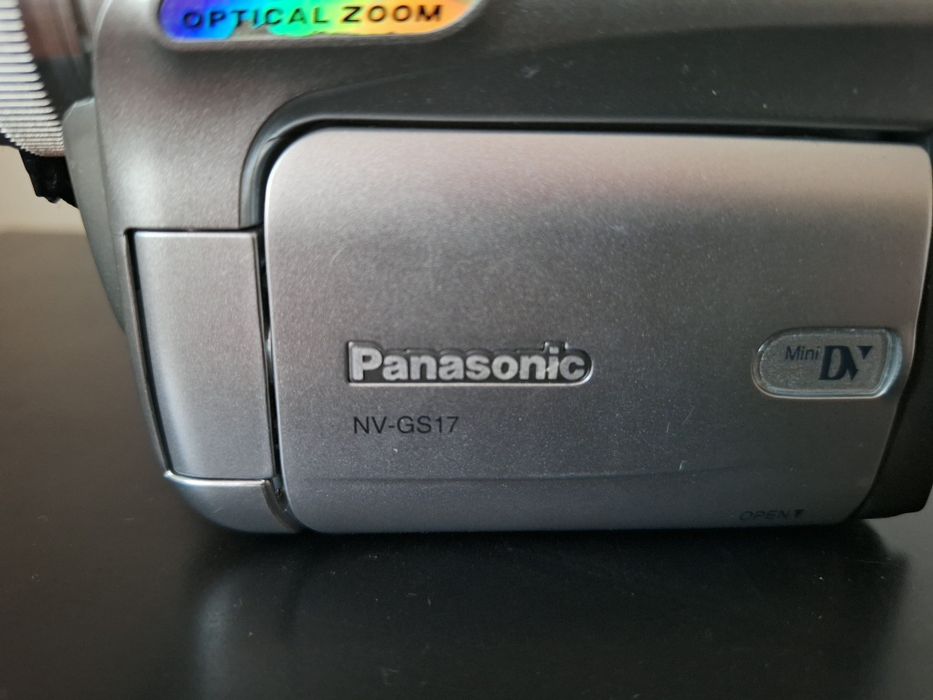 OPTICAL ZOOM
Panasonic
Mini DV
NV-GS17
OPEN